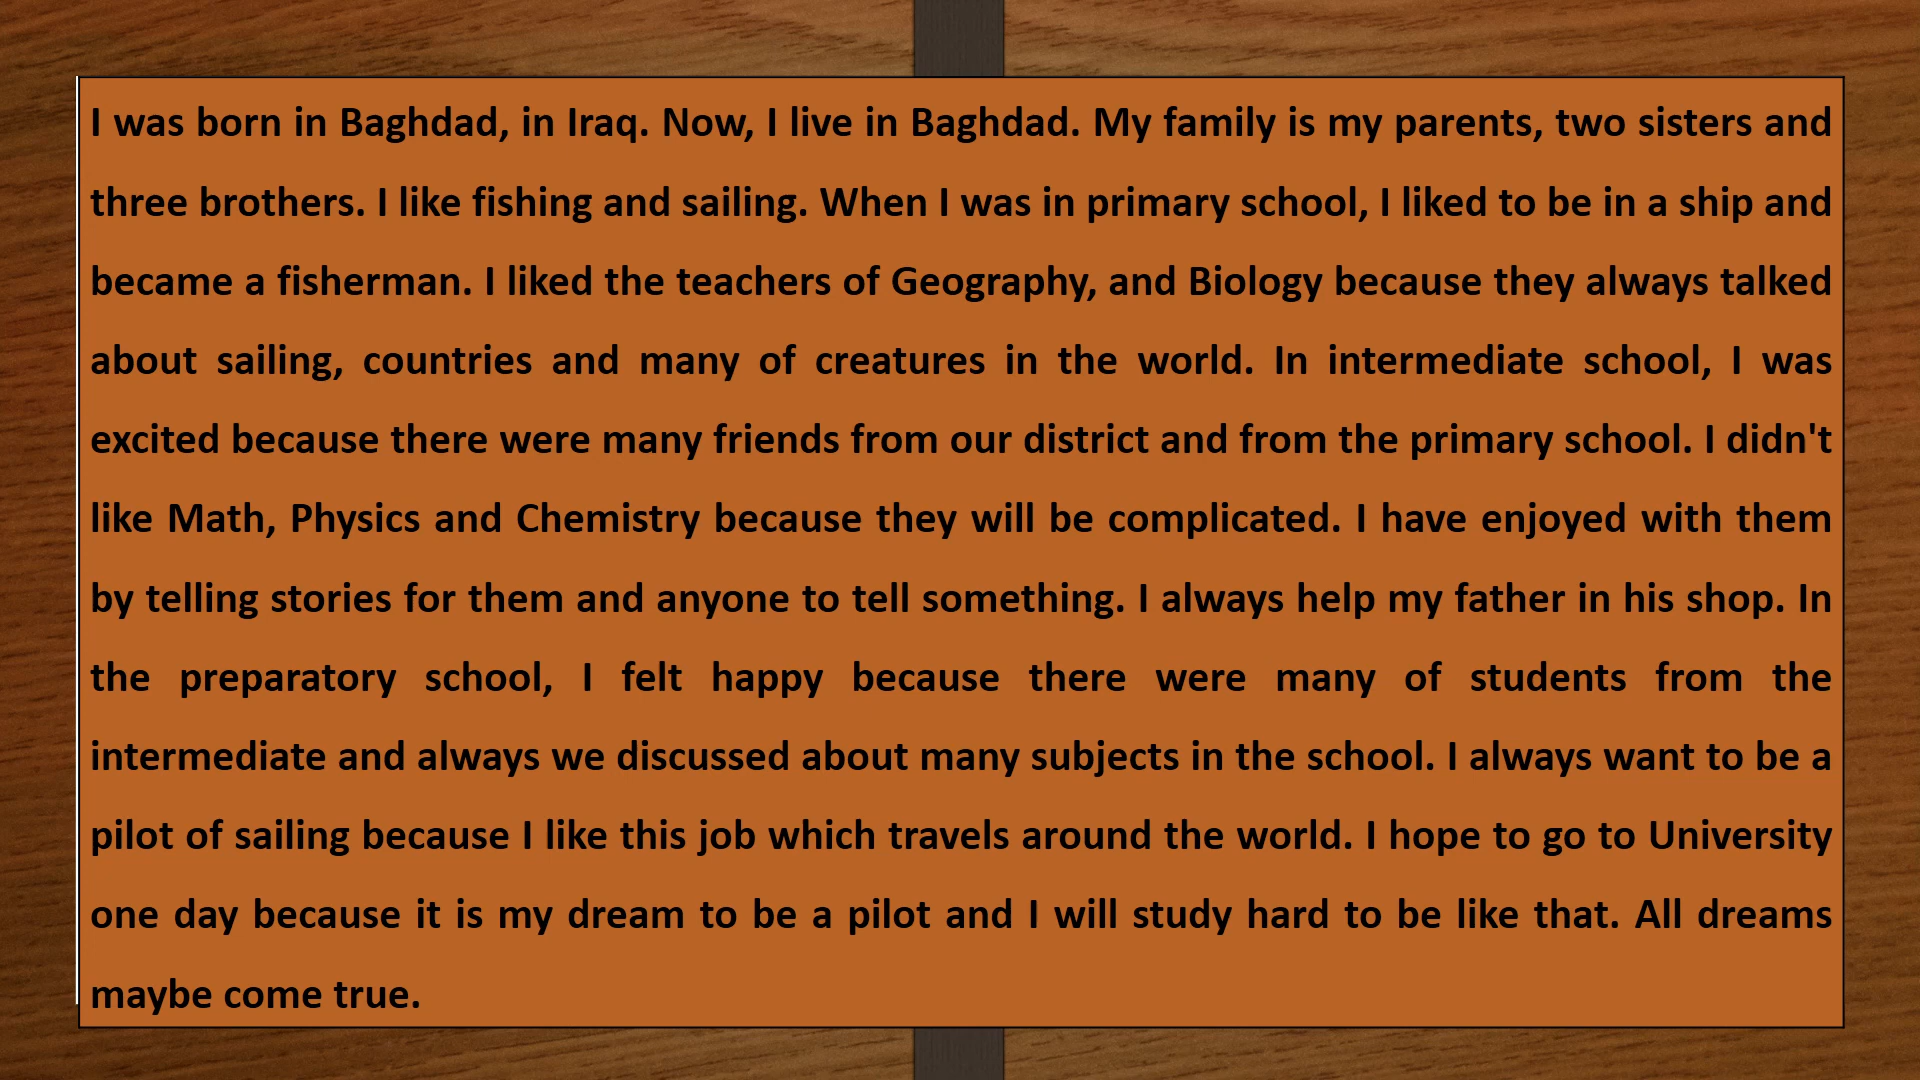 I was born in Baghdad, in Iraq. Now, I live in Baghdad. My family is my parents, two sisters and
three brothers. I like fishing and sailing. When I was in primary school, I liked to be in a ship and
became a fisherman. I liked the teachers of Geography, and Biology because they always talked
about sailing, countries and many of creatures in the world. In intermediate school, I was
excited because there were many friends from our district and from the primary school. I didn't
like Math, Physics and Chemistry because they will be complicated. I have enjoyed with them
by telling stories for them and anyone to tell something. I always help my father in his shop. In
the preparatory school, I felt happy because there were many of students from the
intermediate and always we discussed about many subjects in the school. I always want to be a
pilot of sailing because I like this job which travels around the world. I hope to go to University
one day because it is my dream to be a pilot and I will study hard to be like that. All dreams
maybe come true.